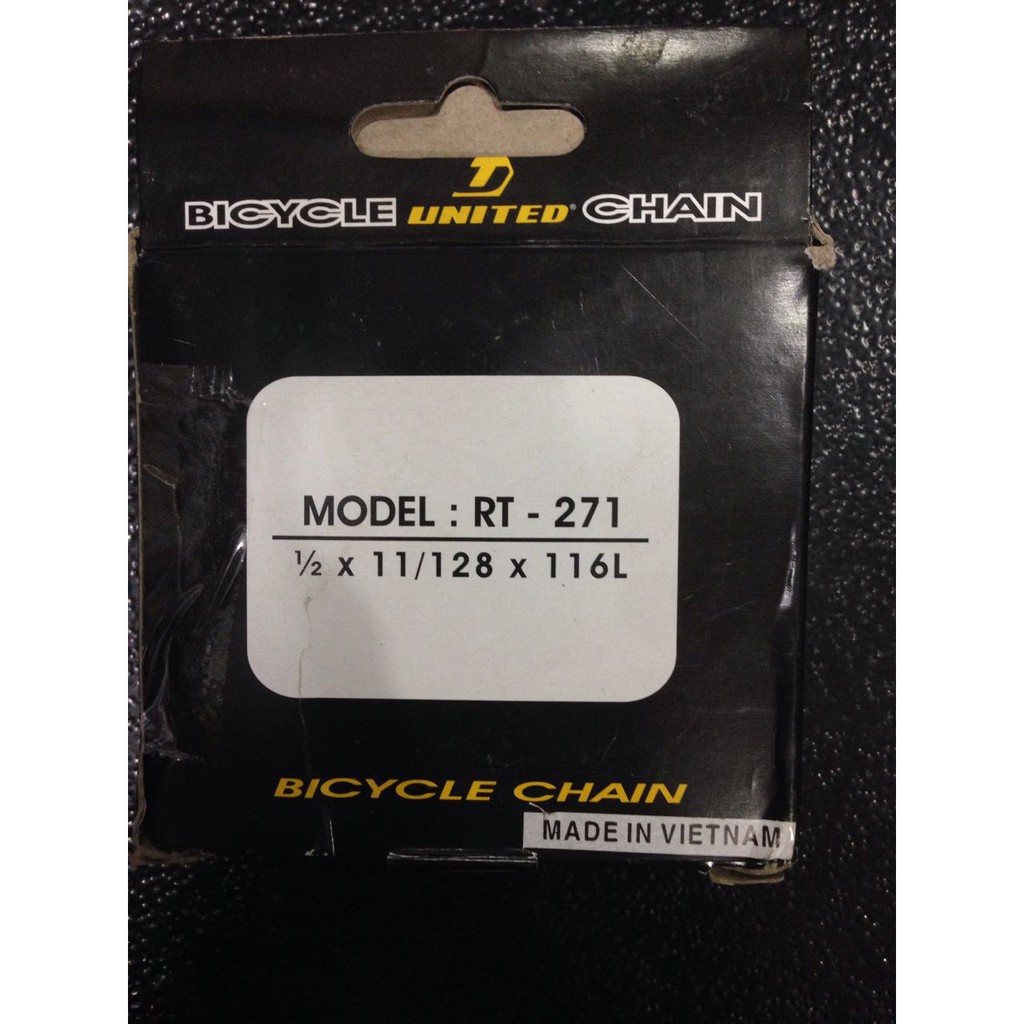 BICYCLE UNITED® CHAIN
MODEL : RT - 271
½ x 11/128 x 116L
BICYCLE CHAIN
MADE IN VIETNAM